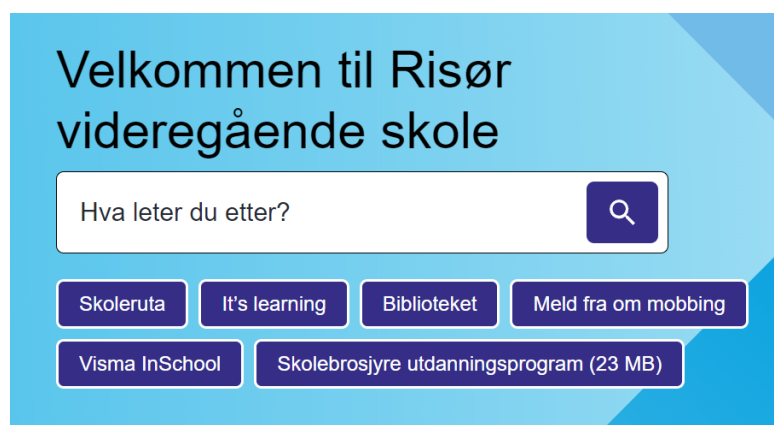 Velkommen til Risør
videregående skole
Hva leter du etter?
Skoleruta It's learning Biblioteket Meld fra om mobbing
Visma InSchool Skolebrosjyre utdanningsprogram (23 MB)